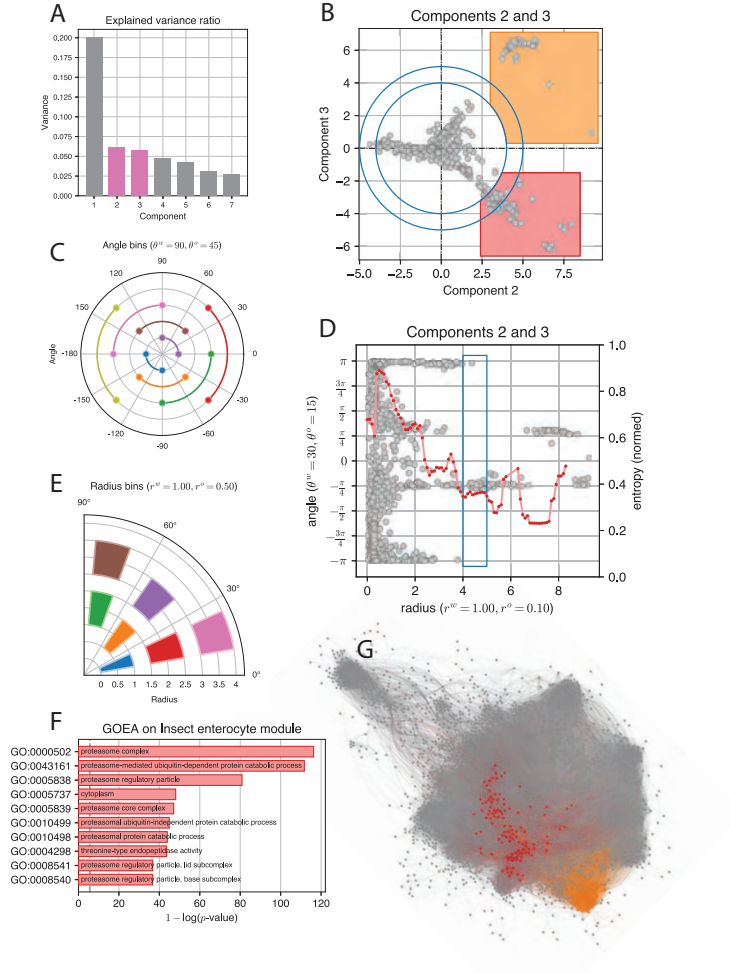 A
Explained variance ratio
0.200
0.175
0.150
0.125
0.100
0.075
0.050
0.025
0.000
Variance
1 2 3 4 5 6 7
Component
B
Components 2 and 3
6
4
2
0
−2
−4
−6
Component 3
−5.0 −2.5 0.0 2.5 5.0 7.5
Component 2
C
Angle bins (θ^w = 90, θ^o = 45)
90
120 60
150 30
-180 0
-150 -30
-120 -60
-90
Angle
D
Components 2 and 3
π
3π/4
π/2
π/4
0
−π/4
−π/2
−3π/4
−π
angle (θ^w = 30, θ^o = 15)
1.0
0.8
0.6
0.4
0.2
0.0
entropy (normed)
0 2 4 6 8
radius (r^w = 1.00, r^o = 0.10)
E
Radius bins (r^w = 1.00, r^o = 0.50)
90°
60°
30°
0°
0 0.5 1 1.5 2 2.5 3 3.5 4
Radius
F
GOEA on Insect enterocyte module
GO:0000502 proteasome complex
GO:0043161 proteasome-mediated ubiquitin-dependent protein catabolic process
GO:0005838 proteasome regulatory particle
GO:0005737 cytoplasm
GO:0005839 proteasome core complex
GO:0010499 proteasomal ubiquitin-independent protein catabolic process
GO:0010498 proteasomal protein catabolic process
GO:0004298 threonine-type endopeptidase activity
GO:0008541 proteasome regulatory particle, lid subcomplex
GO:0008540 proteasome regulatory particle, base subcomplex
0 20 40 60 80 100 120
1 − log(p-value)
G